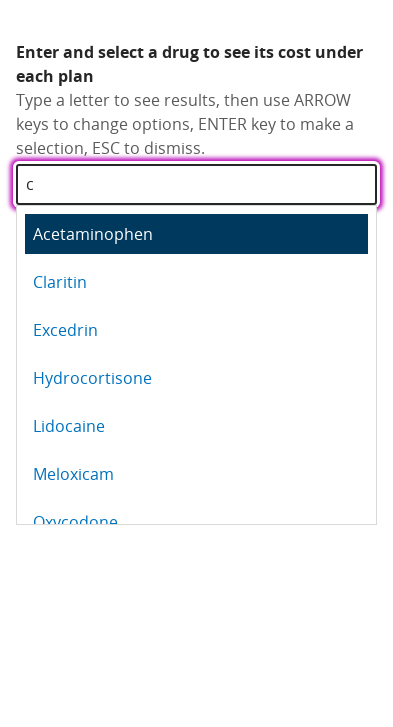 Enter and select a drug to see its cost under
each plan
Type a letter to see results, then use ARROW
keys to change options, ENTER key to make a
selection, ESC to dismiss.
c
Acetaminophen
Claritin
Excedrin
Hydrocortisone
Lidocaine
Meloxicam
Oxycodone